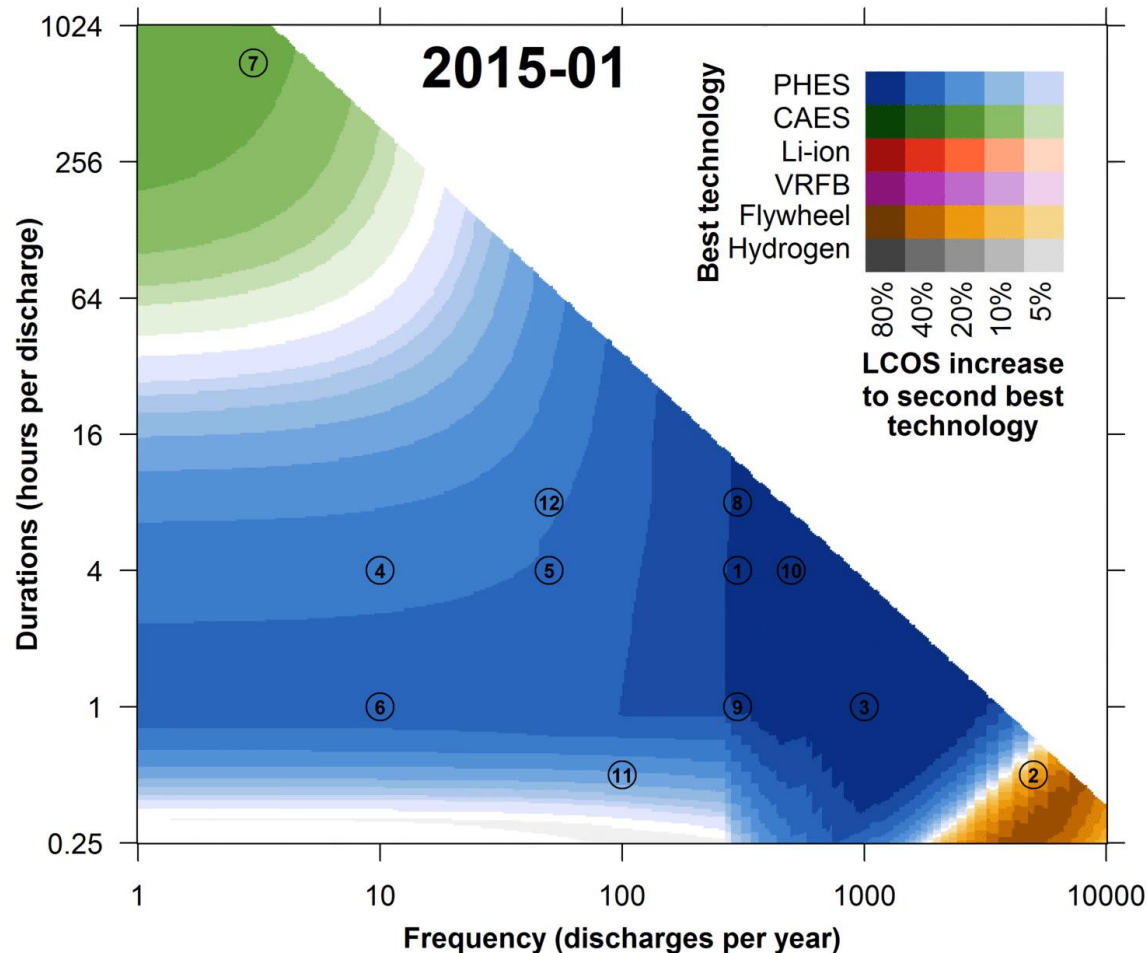 2015-01
Best technology
PHES
CAES
Li-ion
VRFB
Flywheel
Hydrogen
80% 40% 20% 10% 5%
LCOS increase
to second best
technology
Durations (hours per discharge)
1024
256
64
16
4
1
0.25
7
12
8
4
5
1
10
6
9
3
11
2
1 10 100 1000 10000
Frequency (discharges per year)